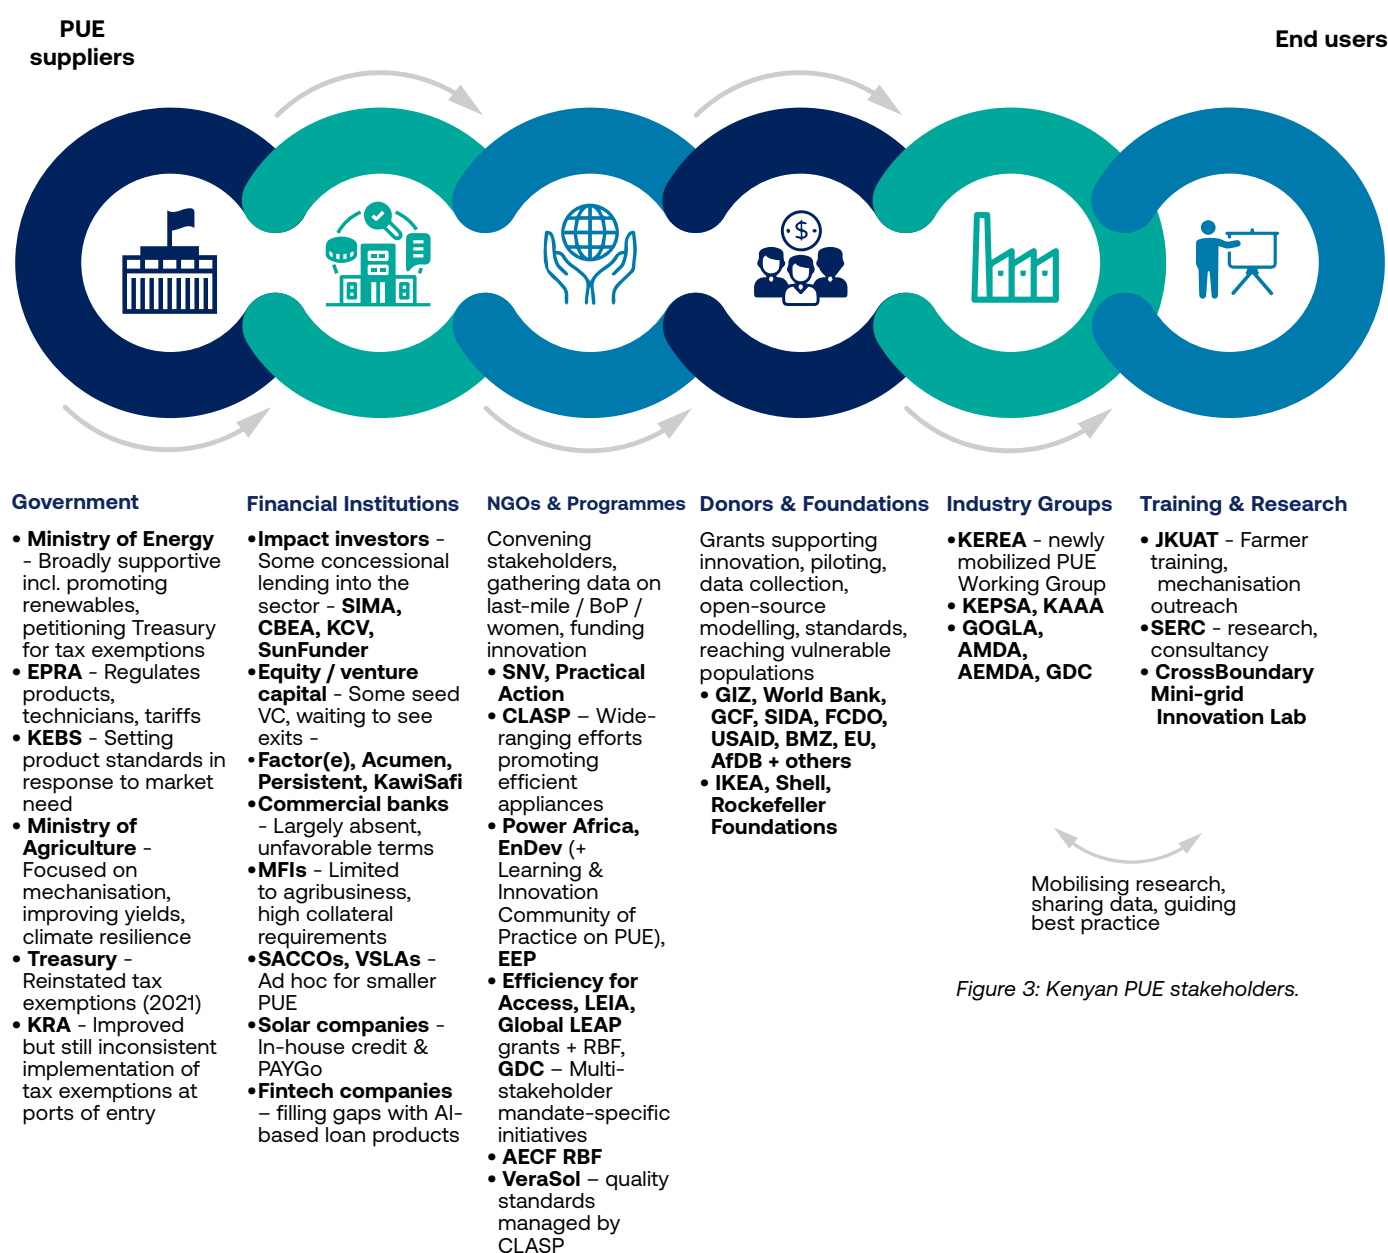 PUE
suppliers
End users
Government
• Ministry of Energy
- Broadly supportive
incl. promoting
renewables,
petitioning Treasury
for tax exemptions
• EPRA - Regulates
products,
technicians, tariffs
• KEBS - Setting
product standards in
response to market
need
• Ministry of
Agriculture -
Focused on
mechanisation,
improving yields,
climate resilience
• Treasury -
Reinstated tax
exemptions (2021)
• KRA - Improved
but still inconsistent
implementation of
tax exemptions at
ports of entry
Financial Institutions
•Impact investors -
Some concessional
lending into the
sector - SIMA,
CBEA, KCV,
SunFunder
•Equity / venture
capital - Some seed
VC, waiting to see
exits -
•Factor(e), Acumen,
Persistent, KawiSafi
•Commercial banks
- Largely absent,
unfavorable terms
•MFIs - Limited
to agribusiness,
high collateral
requirements
•SACCOs, VSLAs -
Ad hoc for smaller
PUE
•Solar companies -
In-house credit &
PAYGo
•Fintech companies
– filling gaps with AI-
based loan products
NGOs & Programmes
Convening
stakeholders,
gathering data on
last-mile / BoP /
women, funding
innovation
• SNV, Practical
Action
• CLASP – Wide-
ranging efforts
promoting
efficient
appliances
• Power Africa,
EnDev (+
Learning &
Innovation
Community of
Practice on PUE),
EEP
• Efficiency for
Access, LEIA,
Global LEAP
grants + RBF,
GDC – Multi-
stakeholder
mandate-specific
initiatives
• AECF RBF
• VeraSol – quality
standards
managed by
CLASP
Donors & Foundations
Grants supporting
innovation, piloting,
data collection,
open-source
modelling, standards,
reaching vulnerable
populations
• GIZ, World Bank,
GCF, SIDA, FCDO,
USAID, BMZ, EU,
AfDB + others
• IKEA, Shell,
Rockefeller
Foundations
Industry Groups
•KEREA - newly
mobilized PUE
Working Group
• KEPSA, KAAA
• GOGLA,
AMDA,
AEMDA, GDC
Training & Research
• JKUAT - Farmer
training,
mechanisation
outreach
•SERC - research,
consultancy
• CrossBoundary
Mini-grid
Innovation Lab
Mobilising research,
sharing data, guiding
best practice
Figure 3: Kenyan PUE stakeholders.